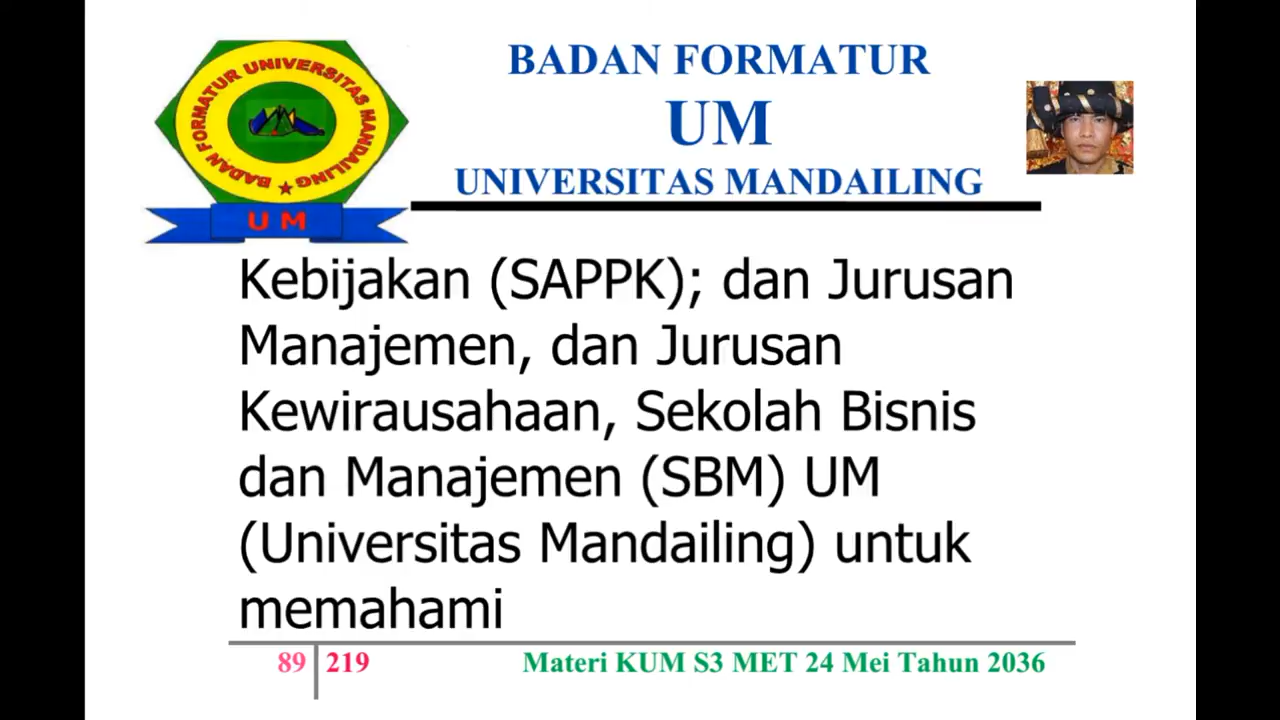 BADAN FORMATUR UNIVERSITAS MANDAILING
U M
BADAN FORMATUR
UM
UNIVERSITAS MANDAILING
Kebijakan (SAPPK); dan Jurusan
Manajemen, dan Jurusan
Kewirausahaan, Sekolah Bisnis
dan Manajemen (SBM) UM
(Universitas Mandailing) untuk
memahami
89 219 Materi KUM S3 MET 24 Mei Tahun 2036